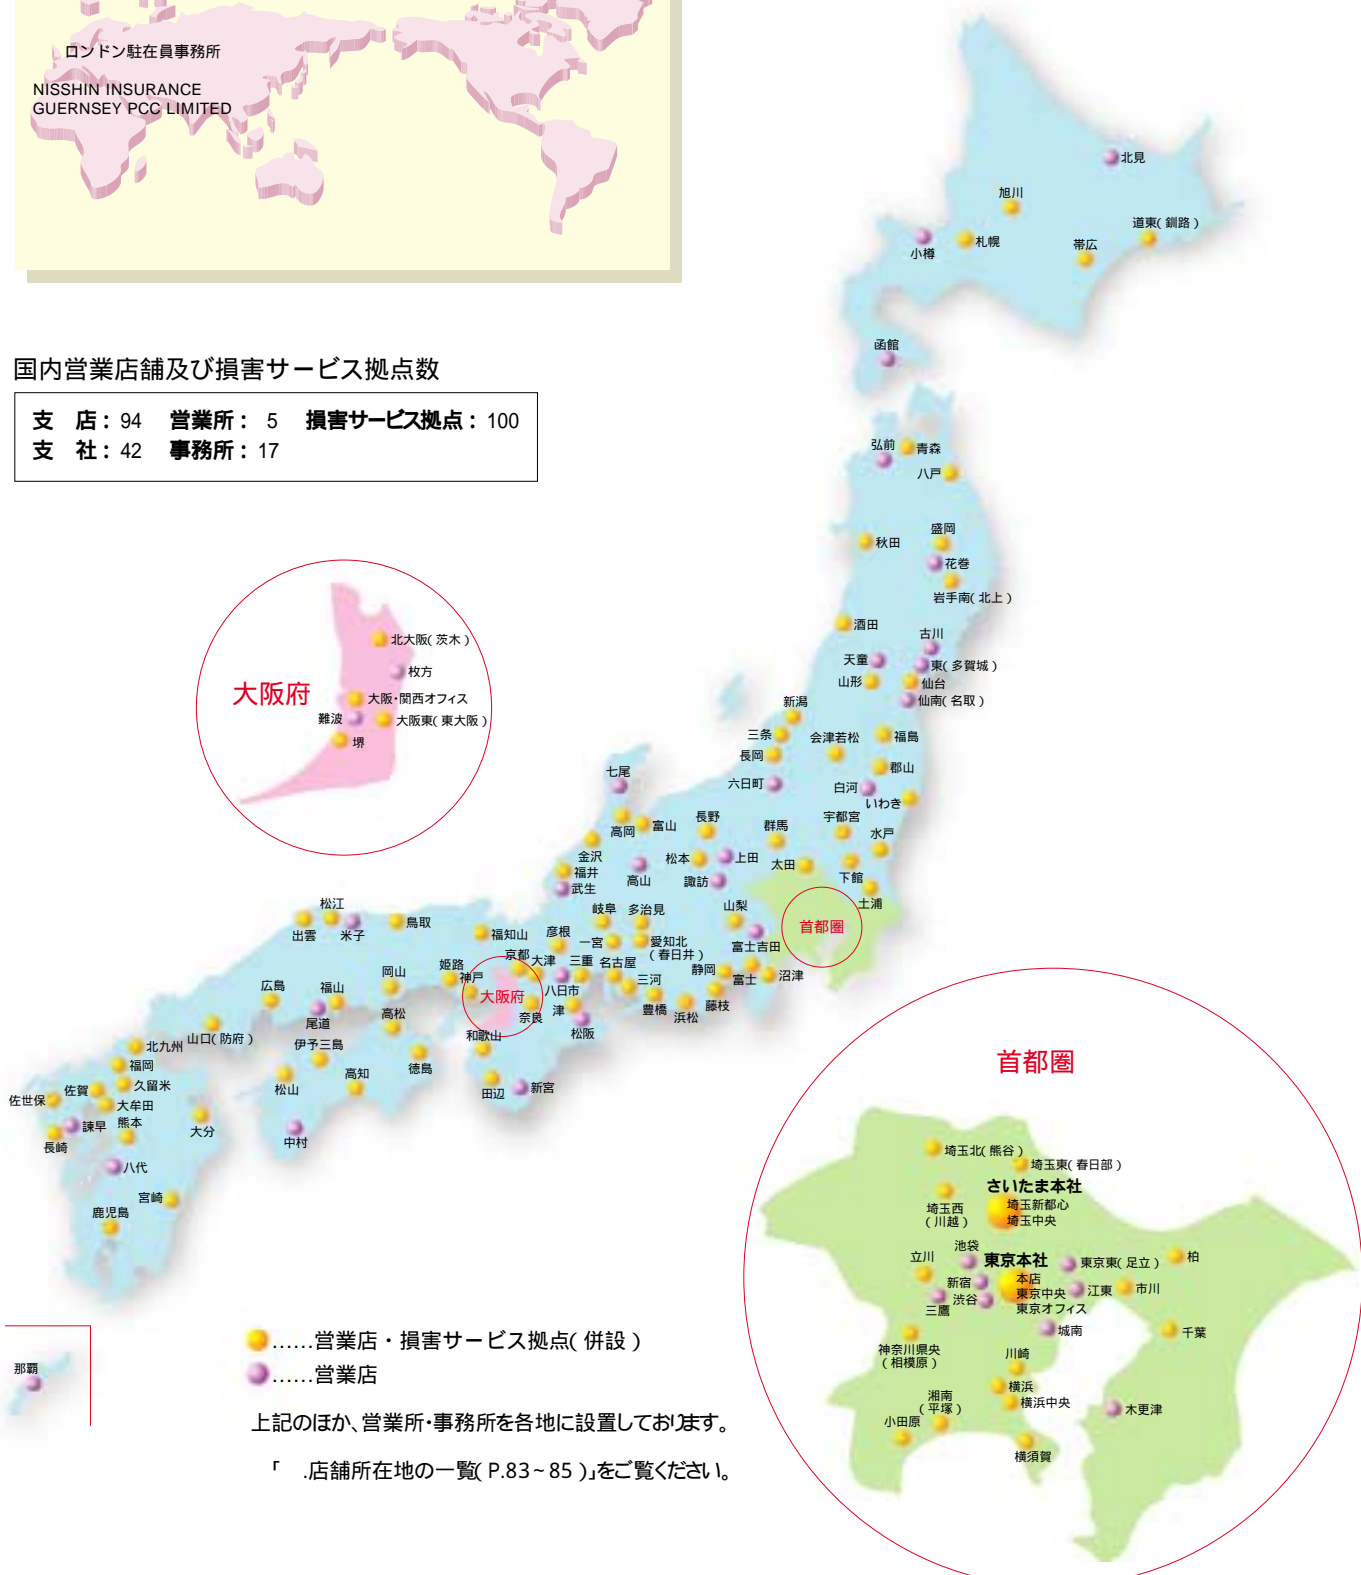 ロンドン駐在員事務所
NISSHIN INSURANCE
GUERNSEY PCC LIMITED
国内営業店舗及び損害サービス拠点数
支 店: 94 営業所: 5 損害サービス拠点: 100
支 社: 42 事務所: 17
北見
旭川
道東(釧路)
札幌
帯広
小樽
函館
弘前
青森
八戸
秋田
盛岡
花巻
岩手南(北上)
酒田
古川
天童
東(多賀城)
山形
仙台
仙南(名取)
新潟
三条
長岡
会津若松
福島
郡山
六日町
白河
いわき
七尾
高岡
富山
長野
群馬
宇都宮
水戸
金沢
松本
上田
太田
下館
福井
武生
高山
諏訪
土浦
首都圏
岐阜
多治見
山梨
富士吉田
一宮
愛知北
(春日井)
彦根
福知山
京都
大津
三重
名古屋
静岡
富士
沼津
三河
豊橋
浜松
藤枝
八日市
津
松阪
奈良
大阪府
姫路
神戸
和歌山
田辺
新宮
松江
出雲
米子
鳥取
岡山
広島
福山
尾道
高松
山口(防府)
伊予三島
松山
高知
徳島
中村
北九州
福岡
久留米
佐賀
佐世保
大牟田
諫早
熊本
大分
長崎
八代
宮崎
鹿児島
那覇
大阪府
北大阪(茨木)
枚方
大阪・関西オフィス
難波
大阪東(東大阪)
堺
首都圏
埼玉北(熊谷)
埼玉東(春日部)
さいたま本社
埼玉新都心
埼玉中央
埼玉西
(川越)
池袋
東京本社
立川
新宿
渋谷
三鷹
本店
東京中央
東京オフィス
東京東(足立)
柏
江東
市川
城南
千葉
神奈川県央
(相模原)
川崎
横浜
横浜中央
湘南
(平塚)
小田原
木更津
横須賀
……営業店・損害サービス拠点(併設)
……営業店
上記のほか、営業所・事務所を各地に設置しております。
「 .店舗所在地の一覧(P.83~85)」をご覧ください。